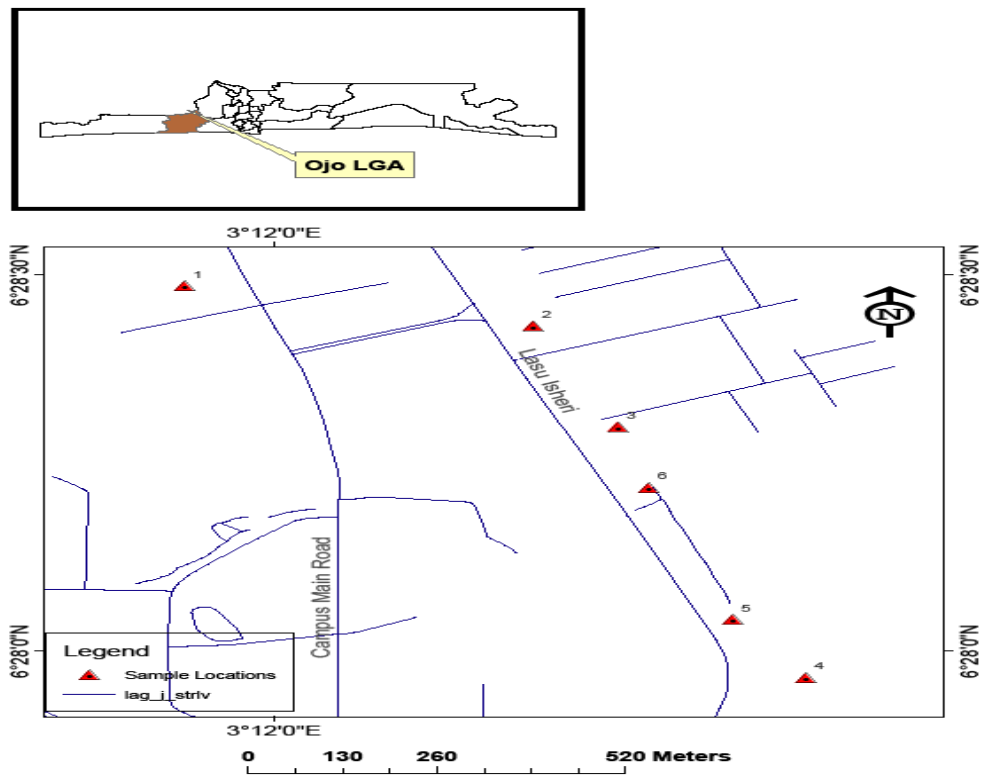 Ojo LGA
3°12'0"E
6°28'30"N
6°28'30"N
1
N
2
Lasu Isheri
3
6
Campus Main Road
5
6°28'0"N
6°28'0"N
4
Legend
Sample Locations
3°12'0"E
0 130 260 520 Meters